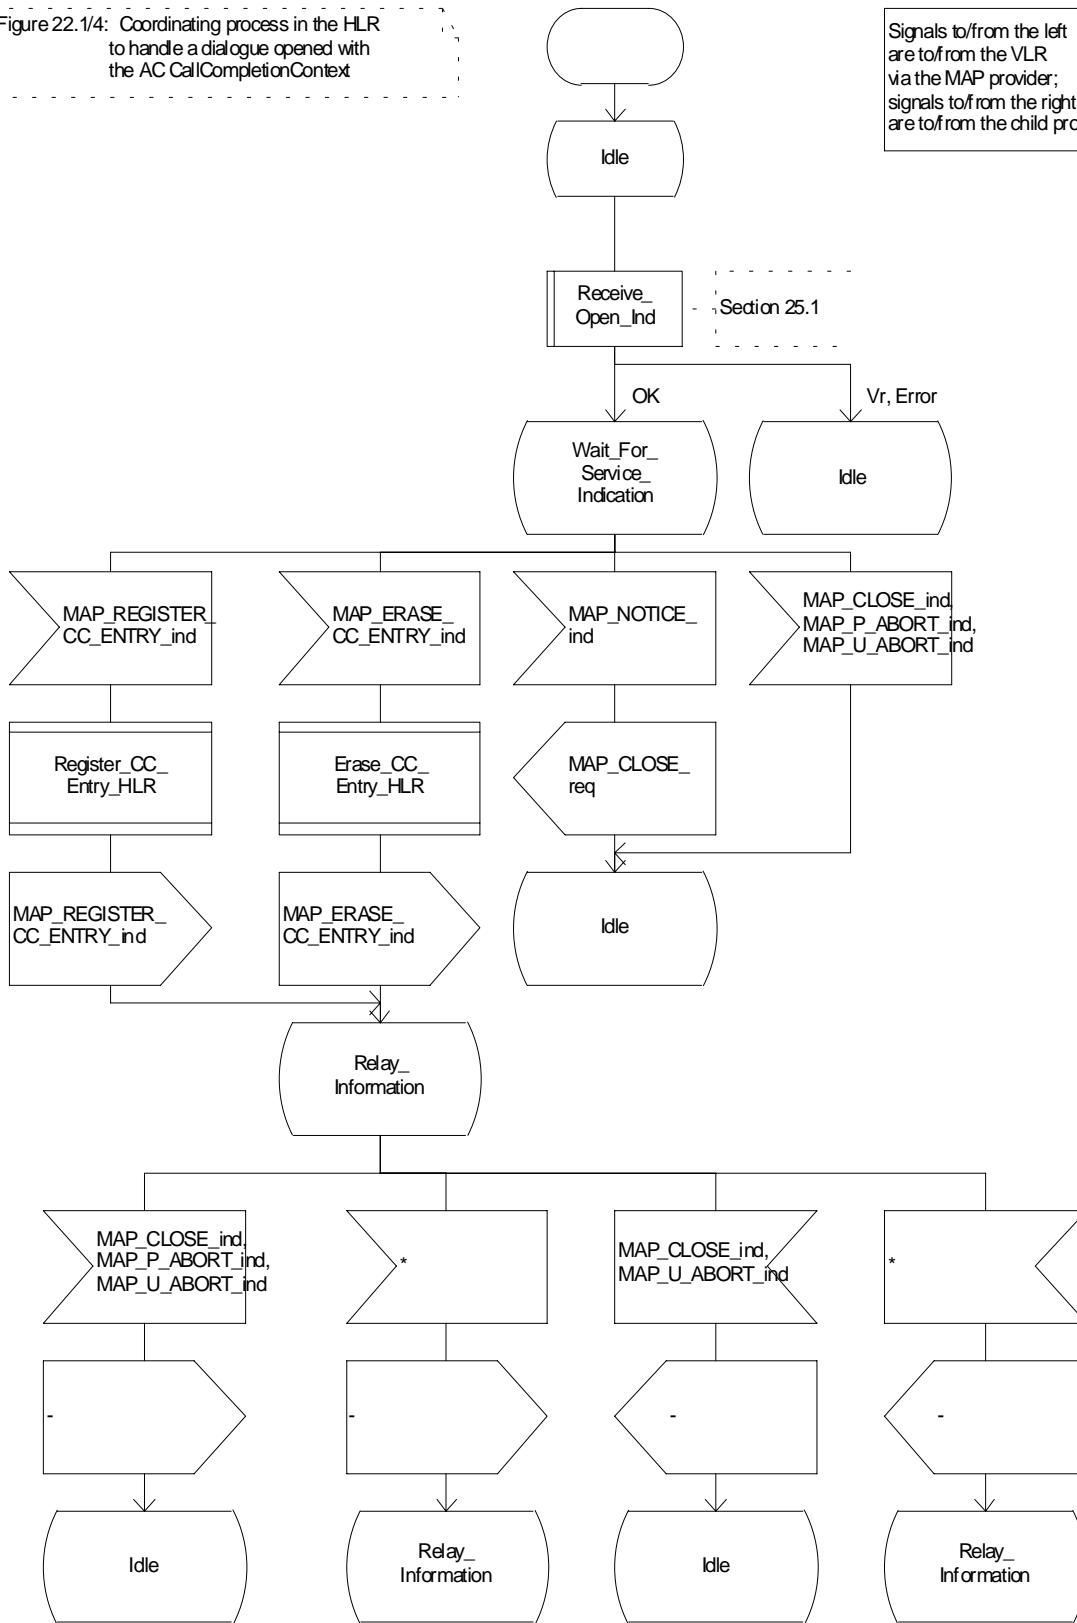 Figure 22.1/4: Coordinating process in the HLR
to handle a dialogue opened with
the AC CallCompletionContext
Signals to/from the left
are to/from the VLR
via the MAP provider;
signals to/from the right
are to/from the child pro
Idle
Receive_
Open_Ind
Section 25.1
OK
Vr, Error
Wait_For_
Service_
Indication
Idle
MAP_REGISTER_
CC_ENTRY_ind
MAP_ERASE_
CC_ENTRY_ind
MAP_NOTICE_
ind
MAP_CLOSE_ind,
MAP_P_ABORT_ind,
MAP_U_ABORT_ind
Register_CC_
Entry_HLR
Erase_CC_
Entry_HLR
MAP_CLOSE_
req
MAP_REGISTER_
CC_ENTRY_ind
MAP_ERASE_
CC_ENTRY_ind
Idle
Relay_
Information
MAP_CLOSE_ind,
MAP_P_ABORT_ind,
MAP_U_ABORT_ind
*
MAP_CLOSE_ind,
MAP_U_ABORT_ind
*
-
-
-
-
Idle
Relay_
Information
Idle
Relay_
Information